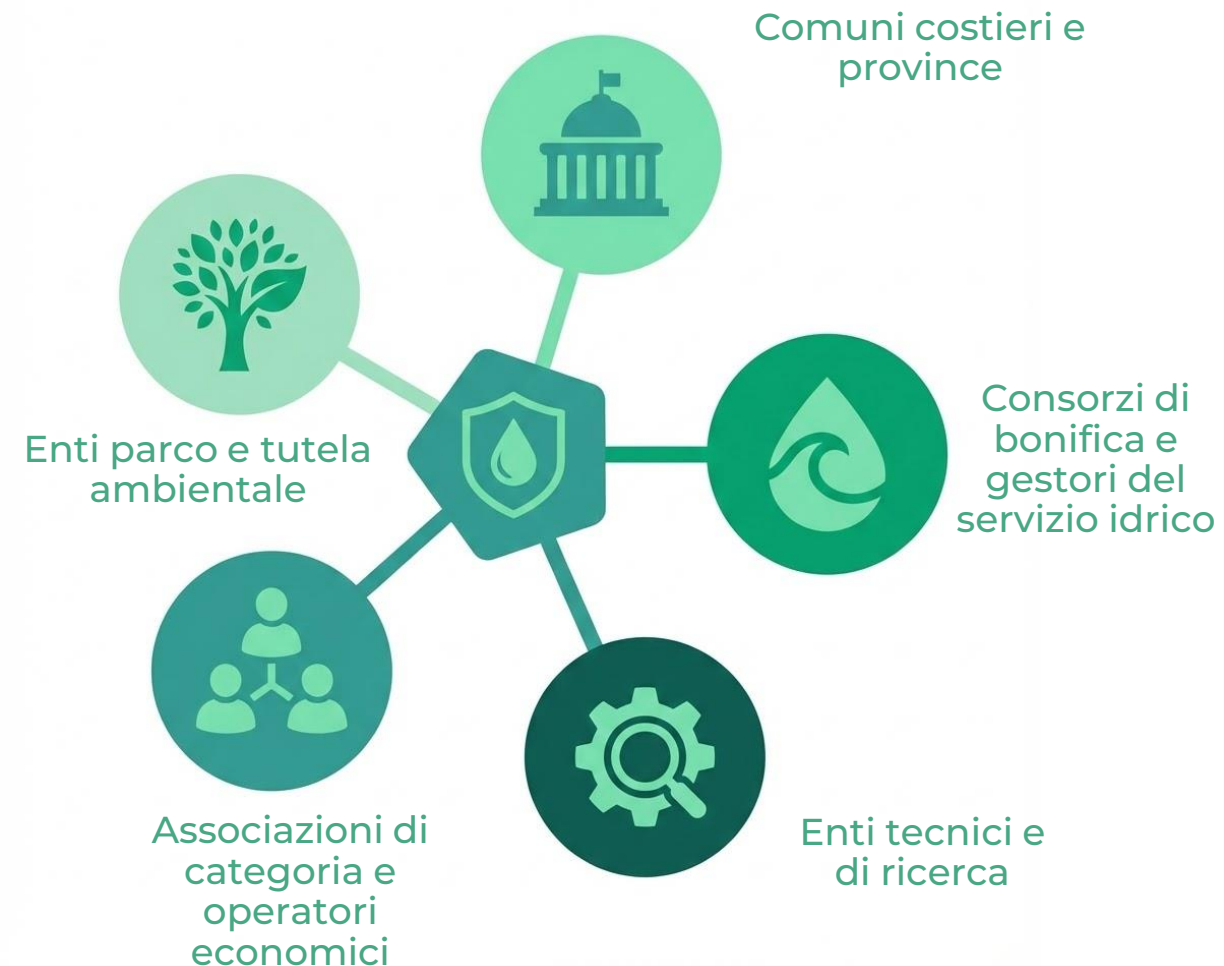 Comuni costieri e
province
Consorzi di
bonifica e
gestori del
servizio idrico
Enti parco e tutela
ambientale
Associazioni di
categoria e
operatori
economici
Enti tecnici e
di ricerca